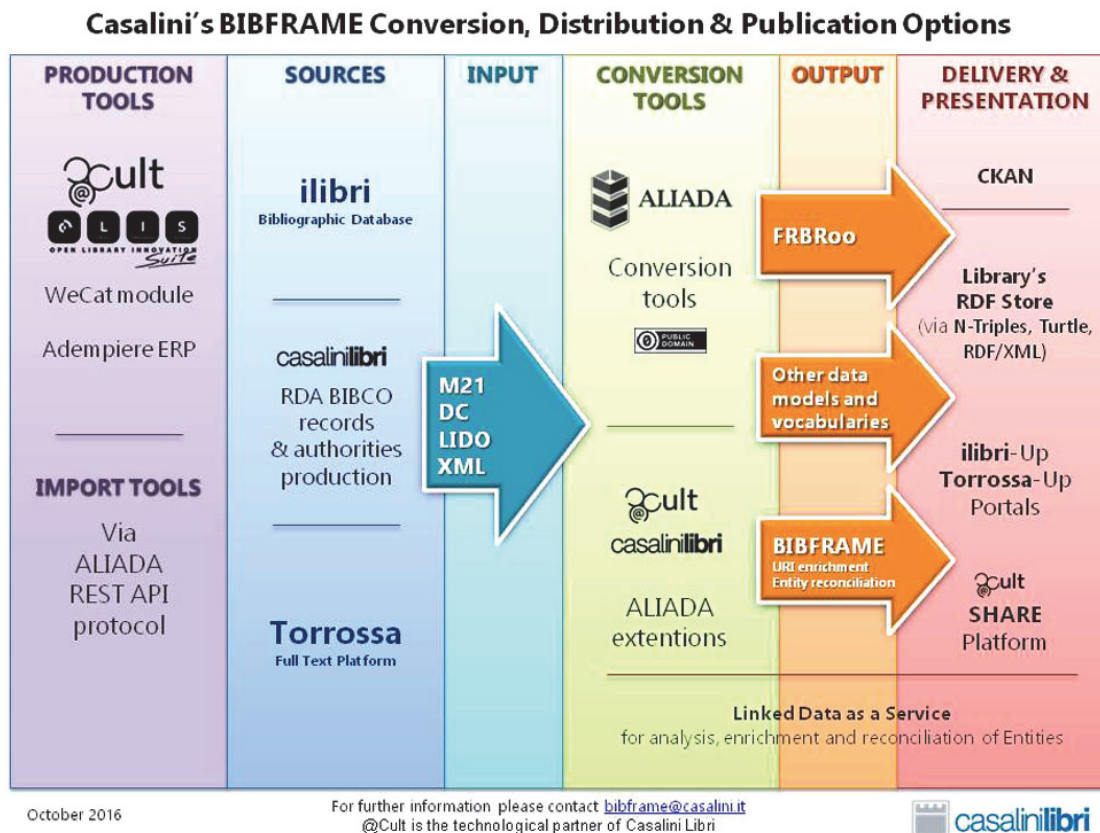 Casalini´s BIBFRAME Conversion, Distribution & Publication Options
PRODUCTION
TOOLS
@cult
OLIS
OPEN LIBRARY INNOVATION
Suite
WeCat module
Adempiere ERP
IMPORT TOOLS
Via
ALIADA
REST API
protocol
SOURCES
ilibri
Bibliographic Database
casalinilibri
RDA BIBCO
records
& authorities
production
Torrossa
Full Text Platform
INPUT
M21
DC
LIDO
XML
CONVERSION
TOOLS
ALIADA
Conversion
tools
PUBLIC
DOMAIN
@cult
casalinilibri
ALIADA
extentions
OUTPUT
FRBRoo
Other data
models and
vocabularies
BIBFRAME
URI enrichment
Entity reconciliation
DELIVERY &
PRESENTATION
CKAN
Library's
RDF Store
(via N-Triples, Turtle,
RDF/XML)
ilibri-Up
Torrossa-Up
Portals
@cult
SHARE
Platform
Linked Data as a Service
for analysis, enrichment and reconciliation of Entities
October 2016
For further information please contact bibframe@casalini.it
@Cult is the technological partner of Casalini Libri
casalinilibri